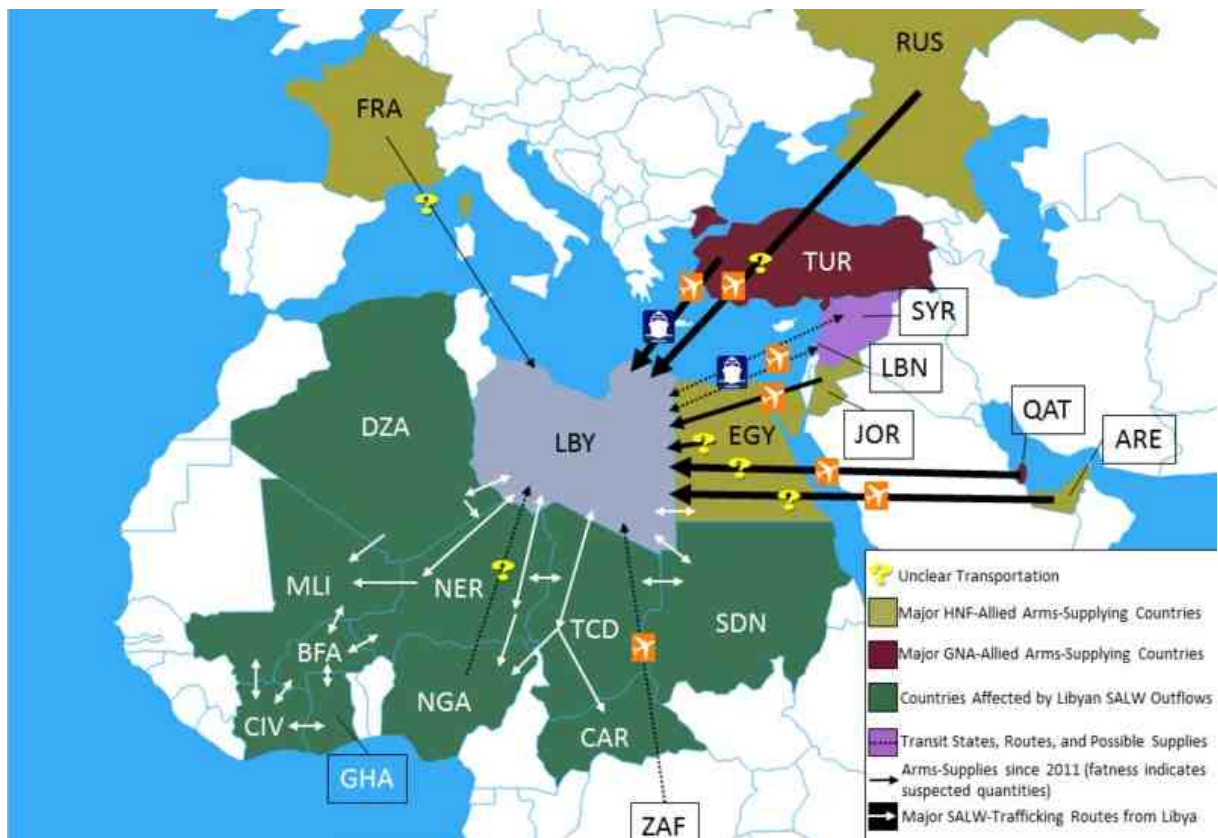 RUS
FRA
TUR
SYR
LBN
QAT
DZA
LBY
EGY
JOR
ARE
MLI
NER
TCD
SDN
BFA
NGA
CIV
CAR
GHA
ZAF
? Unclear Transportation
Major HNF-Allied Arms-Supplying Countries
Major GNA-Allied Arms-Supplying Countries
Countries Affected by Libyan SALW Outflows
Transit States, Routes, and Possible Supplies
Arms-Supplies since 2011 (fatness indicates
suspected quantities)
Major SALW-Trafficking Routes from Libya